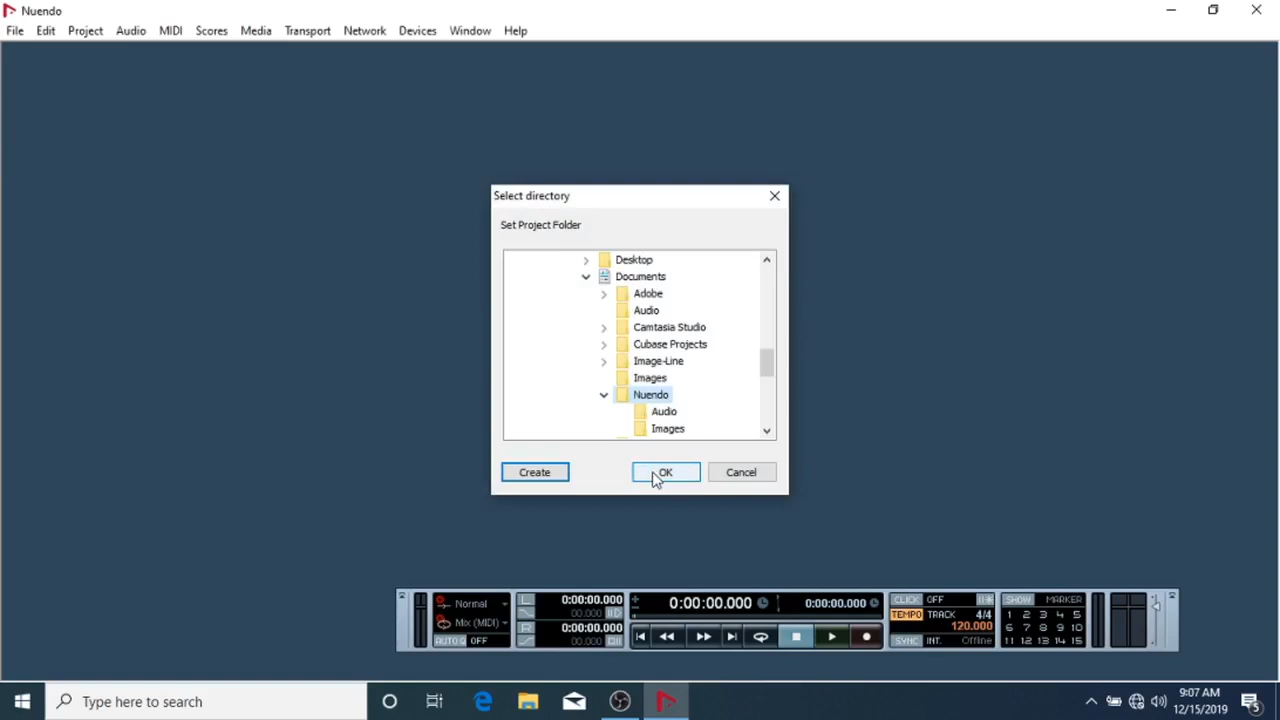 Nuendo
File Edit Project Audio MIDI Scores Media Transport Network Devices Window Help
Select directory
Set Project Folder
Desktop
Documents
Adobe
Audio
Camtasia Studio
Cubase Projects
Image-Line
Images
Nuendo
Audio
Images
Create OK Cancel
Normal
Mix (MIDI)
AUTO Q OFF
L 0:00:00.000
00.000
R 0:00:00.000
00.000
0:00:00.000 0:00:00.000
CLICK OFF
TEMPO TRACK 4/4
120.000
SYNC INT. Offline
SHOW MARKER
1 2 3 4 5
6 7 8 9 10
11 12 13 14 15
Type here to search
9:07 AM
12/15/2019
5